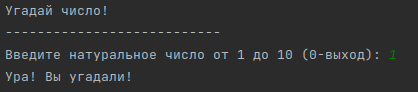 Угадай число!
---------------------------
Введите натуральное число от 1 до 10 (0-выход): 1
Ура! Вы угадали!